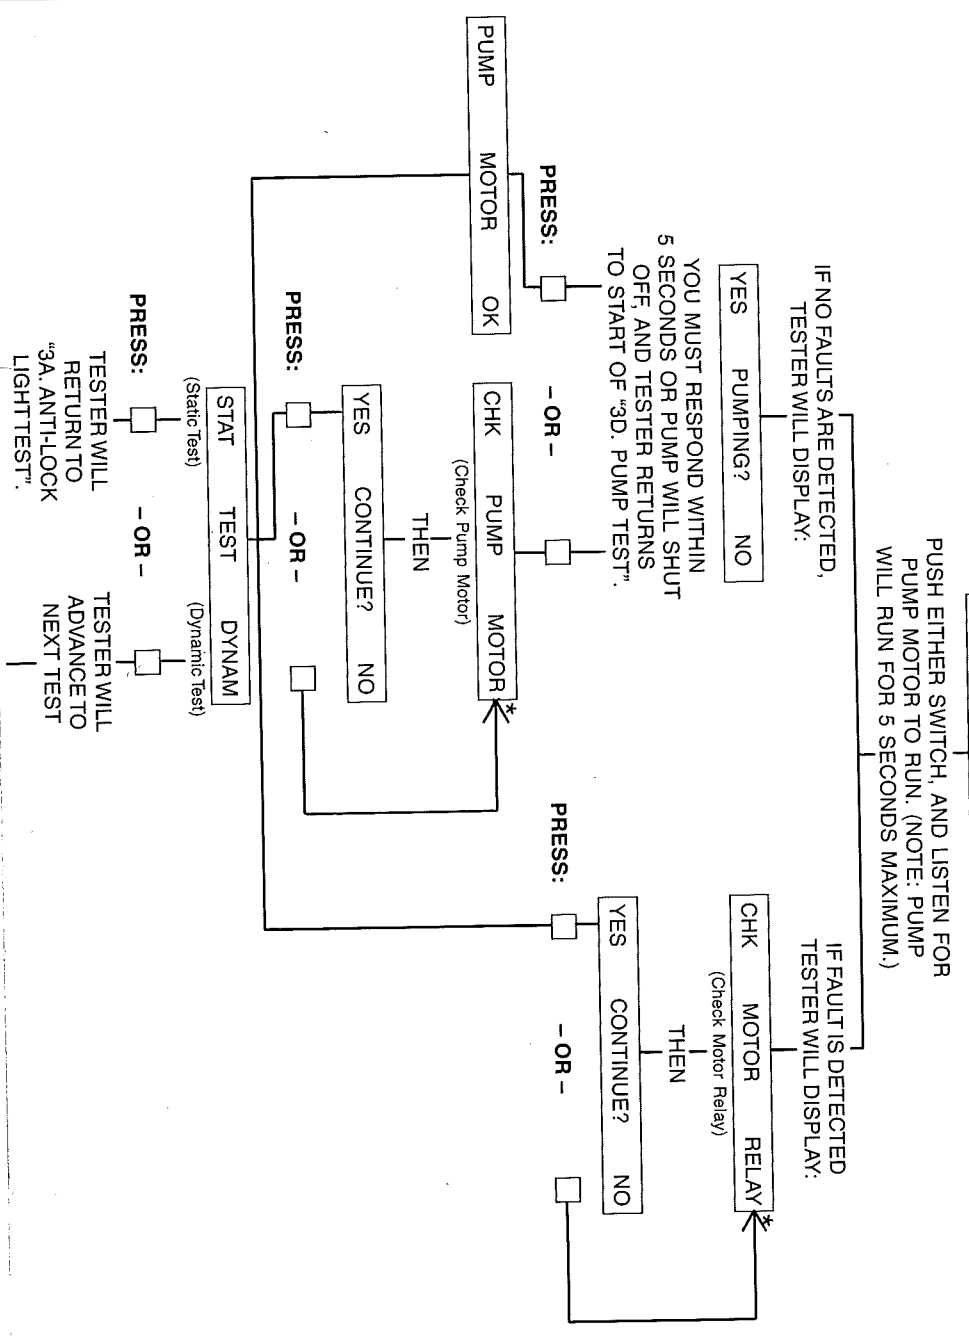 PUSH EITHER SWITCH, AND LISTEN FOR
PUMP MOTOR TO RUN. (NOTE: PUMP
WILL RUN FOR 5 SECONDS MAXIMUM.)
IF NO FAULTS ARE DETECTED,
TESTER WILL DISPLAY:
YES PUMPING? NO
YOU MUST RESPOND WITHIN
5 SECONDS OR PUMP WILL SHUT
OFF, AND TESTER RETURNS
TO START OF "3D. PUMP TEST".
PRESS: – OR –
PUMP MOTOR OK
CHK PUMP MOTOR *
(Check Pump Motor)
THEN
YES CONTINUE? NO
PRESS: – OR –
IF FAULT IS DETECTED
TESTER WILL DISPLAY:
CHK MOTOR RELAY *
(Check Motor Relay)
THEN
YES CONTINUE? NO
PRESS: – OR –
STAT TEST DYNAM
(Static Test) (Dynamic Test)
PRESS: – OR –
TESTER WILL
RETURN TO
"3A. ANTI-LOCK
LIGHT TEST".
TESTER WILL
ADVANCE TO
NEXT TEST